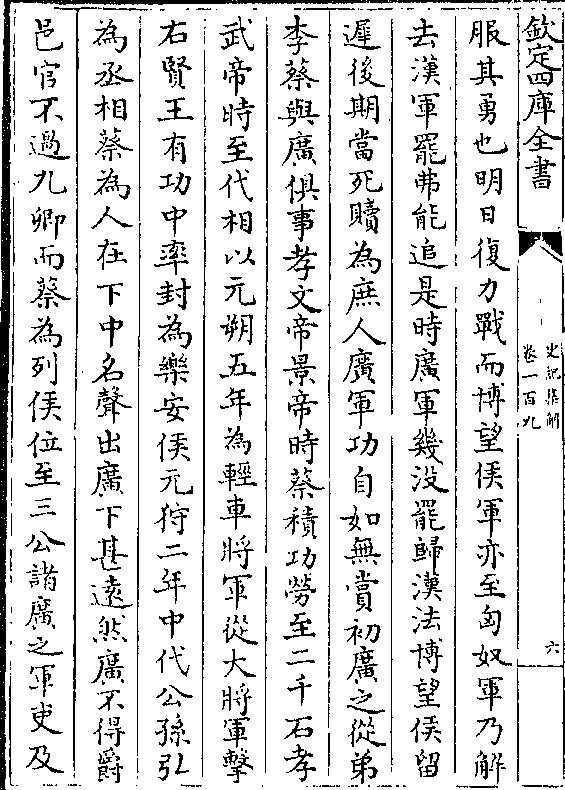 欽定四庫全書
史記集解
卷一百九
六
服其勇也明日復力戰而博望侯軍亦至匈奴軍乃解
去漢軍罷弗能追是時廣軍幾没罷歸漢法博望侯留
遲後期當死贖為庶人廣軍功自如無賞初廣之從弟
李蔡與廣俱事孝文帝景帝時蔡積功勞至二千石孝
武帝時至代相以元朔五年為輕車將軍從大將軍擊
右賢王有功中率封為樂安侯元狩二年中代公孫弘
為丞相蔡為人在下中名聲出廣下甚遠然廣不得爵
邑官不過九卿而蔡為列侯位至三公諸廣之軍吏及